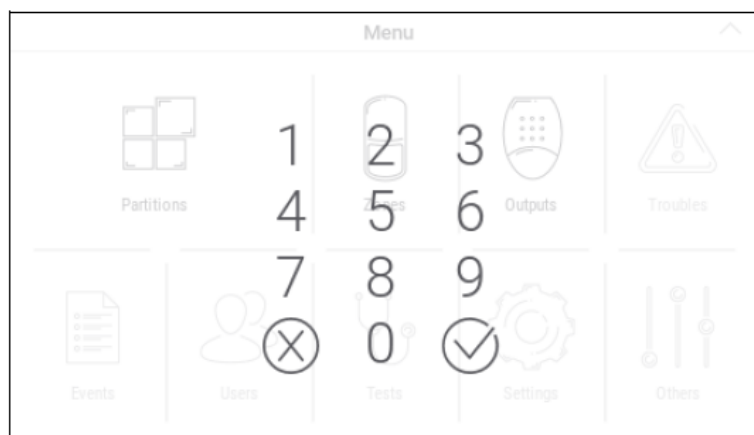 Menu
1 2 3
Partitions Zones Outputs Troubles
4 5 6
7 8 9
0
Events Users Tests Settings Others